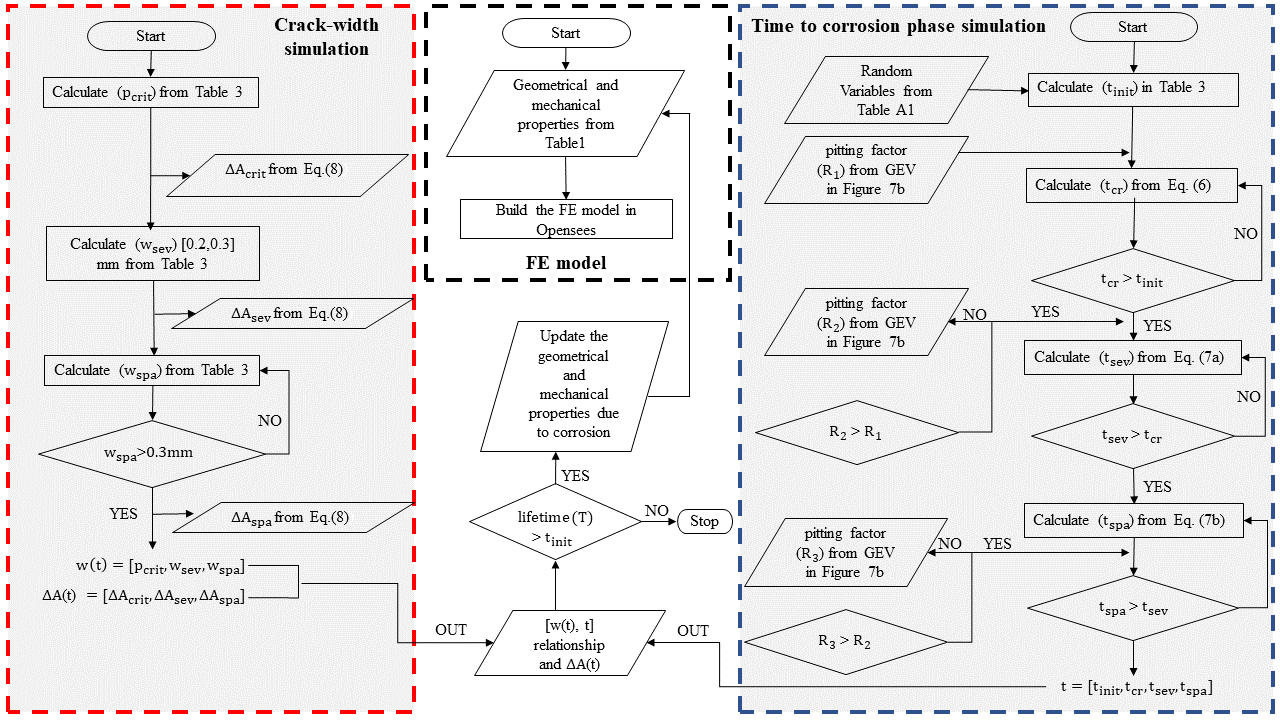 Crack-width
simulation
Start
Calculate (p_crit) from Table 3
ΔA_crit from Eq.(8)
Calculate (w_sev) [0.2,0.3]
mm from Table 3
ΔA_sev from Eq.(8)
Calculate (w_spa) from Table 3
NO
w_spa>0.3mm
YES
ΔA_spa from Eq.(8)
w(t) = [p_crit,w_sev,w_spa]
ΔA(t) = [ΔA_crit,ΔA_sev,ΔA_spa]
OUT
Start
Geometrical and
mechanical
properties from
Table1
Build the FE model in
Opensees
FE model
Update the
geometrical
and
mechanical
properties due
to corrosion
YES
lifetime (T)
> t_init
NO
Stop
[w(t), t]
relationship
and ΔA(t)
OUT
Time to corrosion phase simulation
Start
Random
Variables from
Table A1
Calculate (t_init) in Table 3
pitting factor
(R_1) from GEV
in Figure 7b
Calculate (t_cr) from Eq. (6)
NO
t_cr > t_init
pitting factor
(R_2) from GEV
in Figure 7b
NO
YES
YES
Calculate (t_sev) from Eq. (7a)
NO
R_2 > R_1
t_sev > t_cr
YES
Calculate (t_spa) from Eq. (7b)
pitting factor
(R_3) from GEV
in Figure 7b
NO
YES
t_spa > t_sev
R_3 > R_2
t = [t_init,t_cr,t_sev,t_spa]